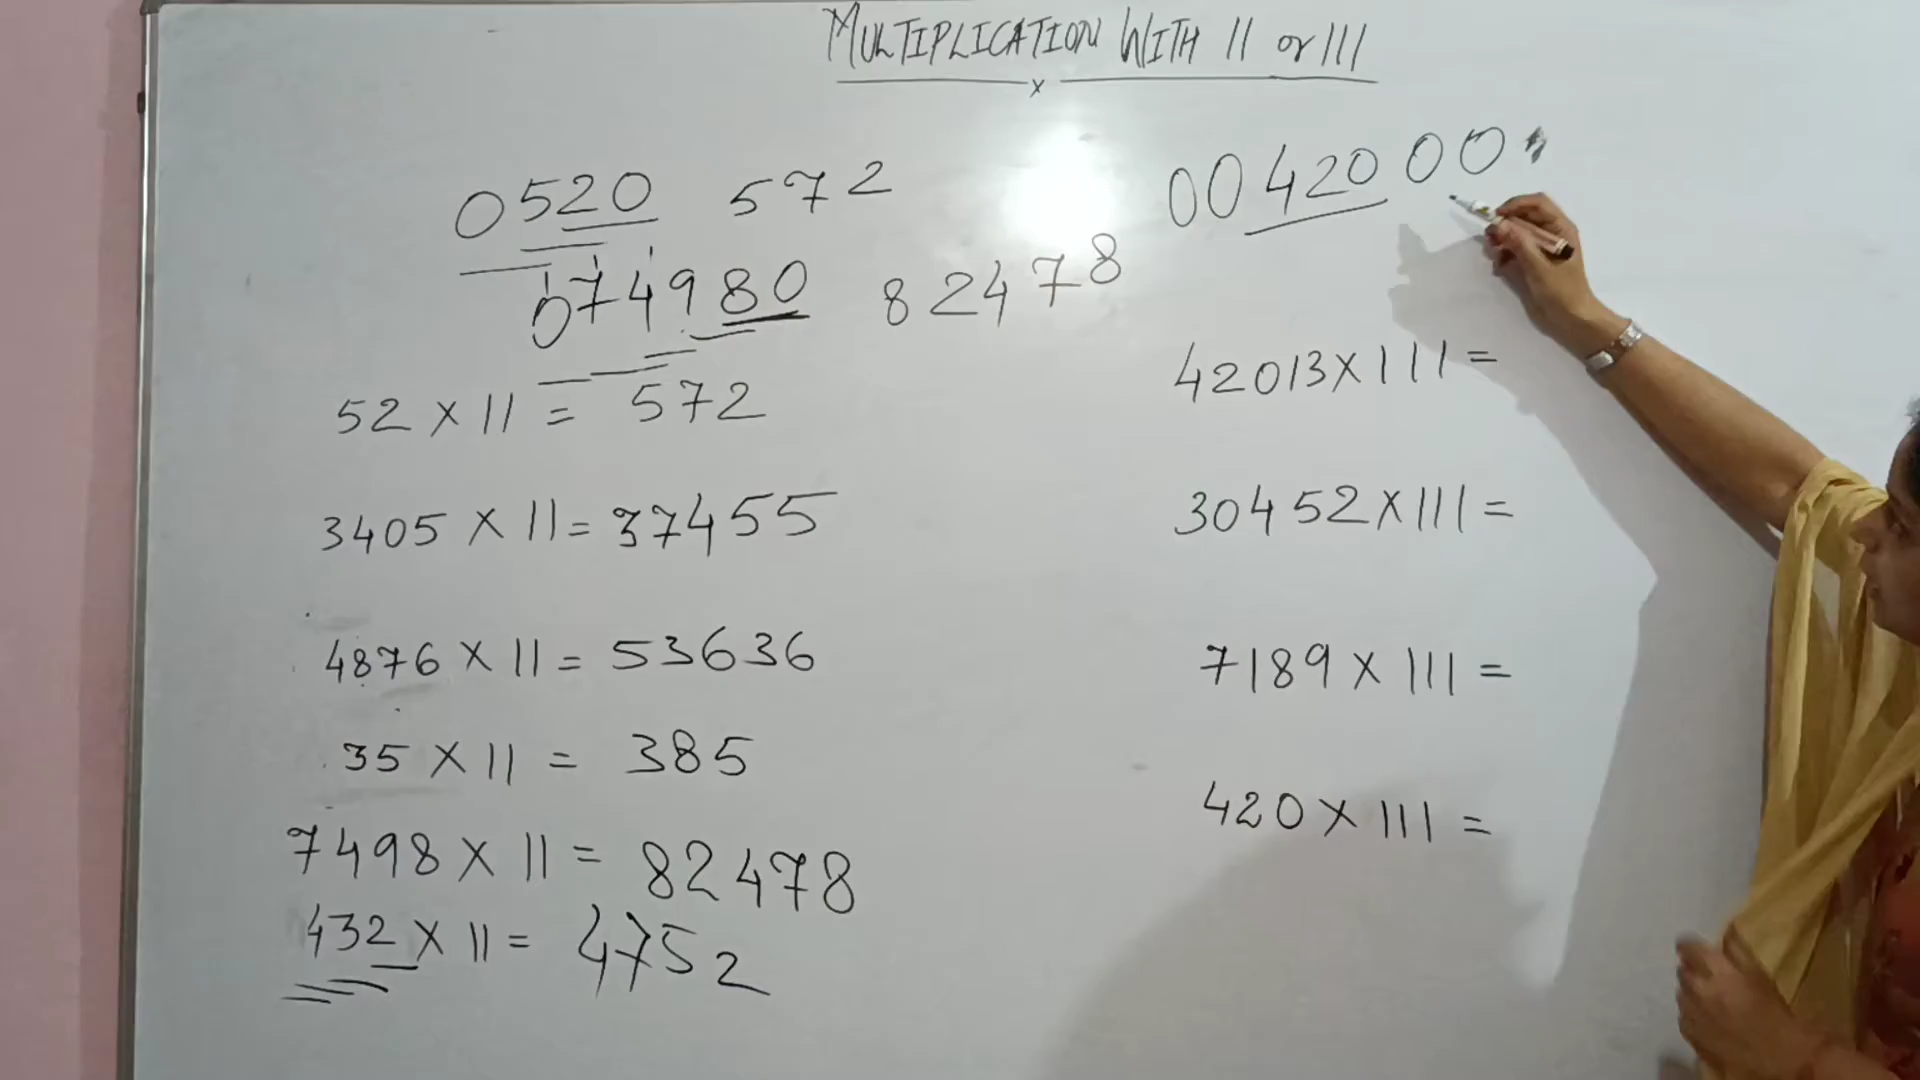 MULTIPLICATION WITH 11 or 111
x
0520 572
074980 82478
52 x 11 = 572
3405 x 11 = 37455
4876 x 11 = 53636
35 x 11 = 385
7498 x 11 = 82478
432 x 11 = 4752
0042000
42013 x 111 =
30452 x 111 =
7189 x 111 =
420 x 111 =